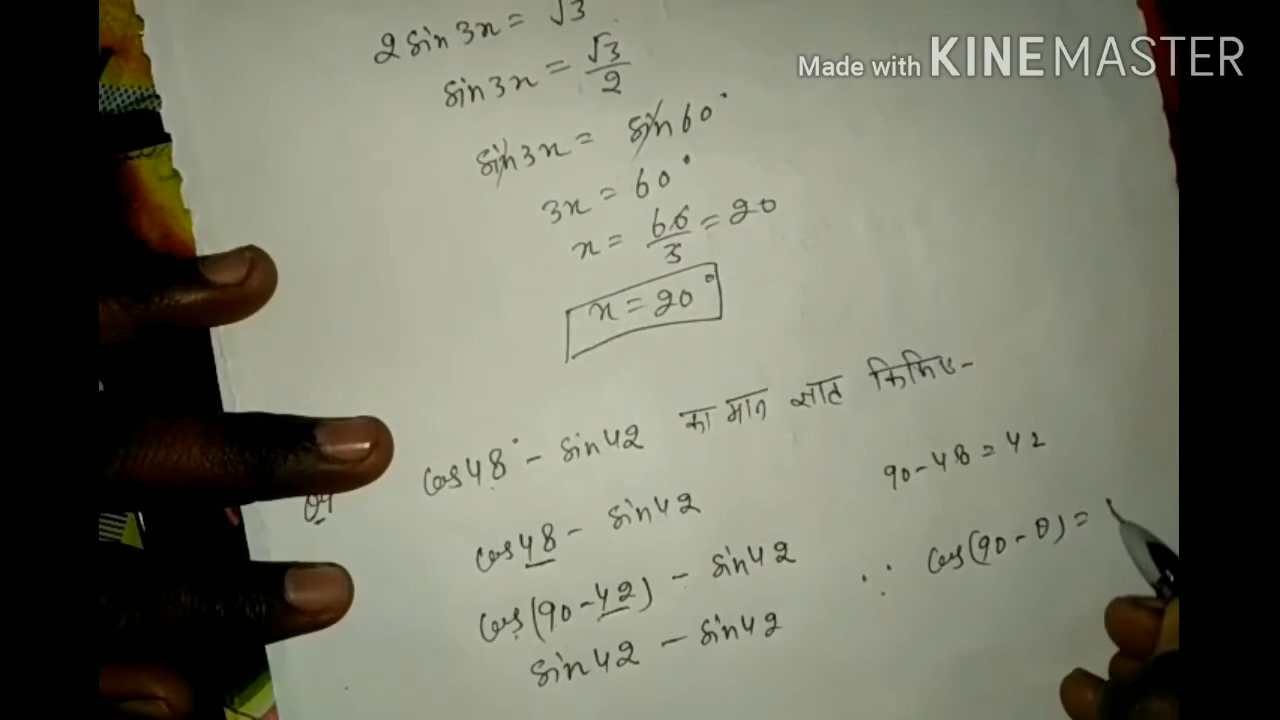 Made with KINEMASTER
2 sin 3x = √3
sin 3x = √3/2
sin 3x = sin 60°
3x = 60°
x = 60/3 = 20
x = 20°
cos 48° - sin 42 का मान ज्ञात किजिए-
cos 48 - sin 42
90 - 48 = 42
cos (90 - 42) - sin 42
∵ cos (90 - θ) =
sin 42 - sin 42